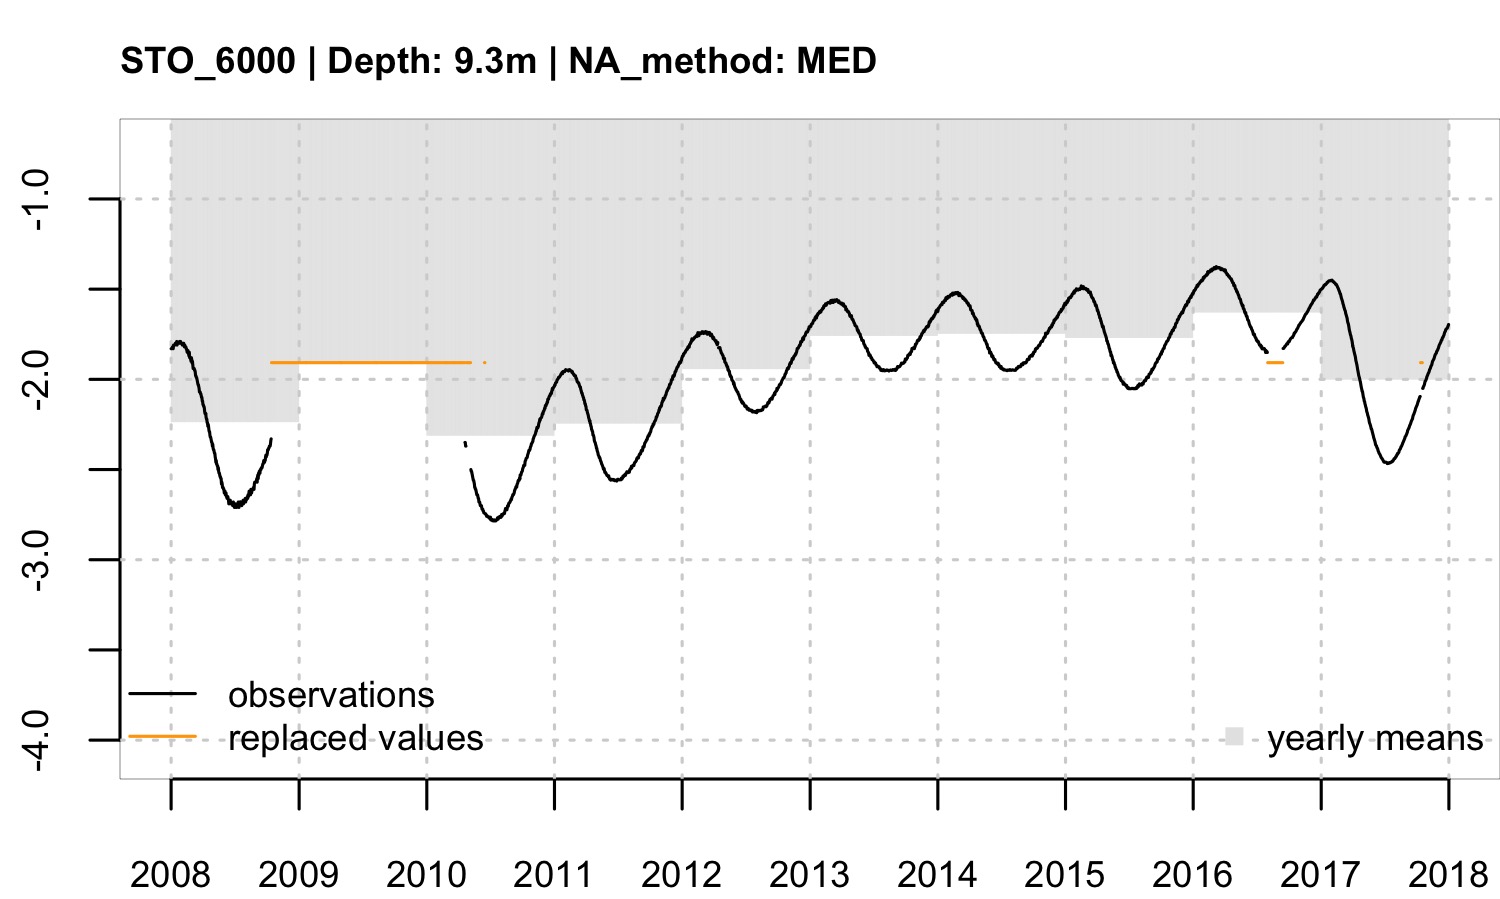 STO_6000 | Depth: 9.3m | NA_method: MED
-1.0
-2.0
-3.0
-4.0
observations
replaced values
yearly means
2008 2009 2010 2011 2012 2013 2014 2015 2016 2017 2018